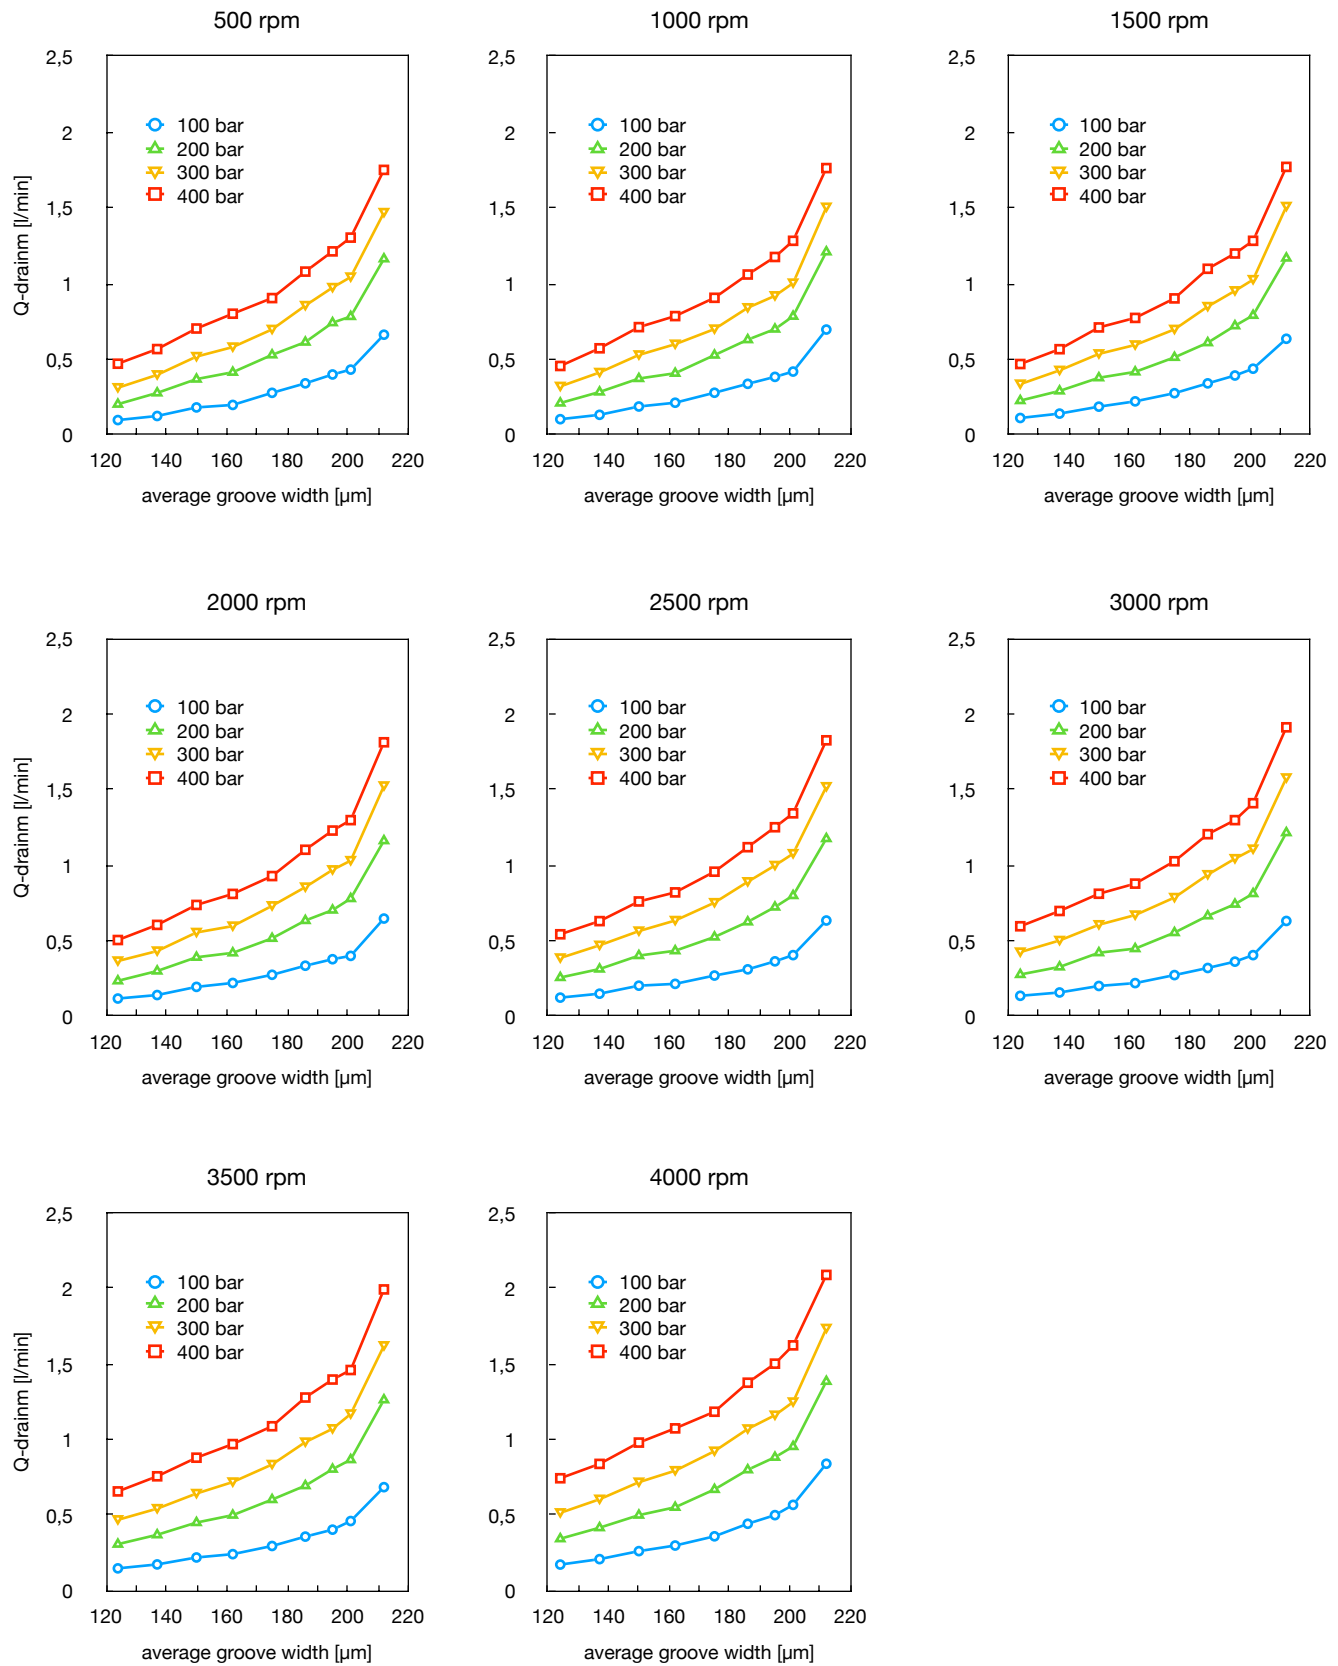 500 rpm
2,5
2
1,5
1
0,5
0
Q-drainm [l/min]
100 bar
200 bar
300 bar
400 bar
120 140 160 180 200 220
average groove width [µm]
1000 rpm
2,5
2
1,5
1
0,5
0
100 bar
200 bar
300 bar
400 bar
120 140 160 180 200 220
average groove width [µm]
1500 rpm
2,5
2
1,5
1
0,5
0
100 bar
200 bar
300 bar
400 bar
120 140 160 180 200 220
average groove width [µm]
2000 rpm
2,5
2
1,5
1
0,5
0
Q-drainm [l/min]
100 bar
200 bar
300 bar
400 bar
120 140 160 180 200 220
average groove width [µm]
2500 rpm
2,5
2
1,5
1
0,5
0
100 bar
200 bar
300 bar
400 bar
120 140 160 180 200 220
average groove width [µm]
3000 rpm
2,5
2
1,5
1
0,5
0
100 bar
200 bar
300 bar
400 bar
120 140 160 180 200 220
average groove width [µm]
3500 rpm
2,5
2
1,5
1
0,5
0
Q-drainm [l/min]
100 bar
200 bar
300 bar
400 bar
120 140 160 180 200 220
average groove width [µm]
4000 rpm
2,5
2
1,5
1
0,5
0
100 bar
200 bar
300 bar
400 bar
120 140 160 180 200 220
average groove width [µm]